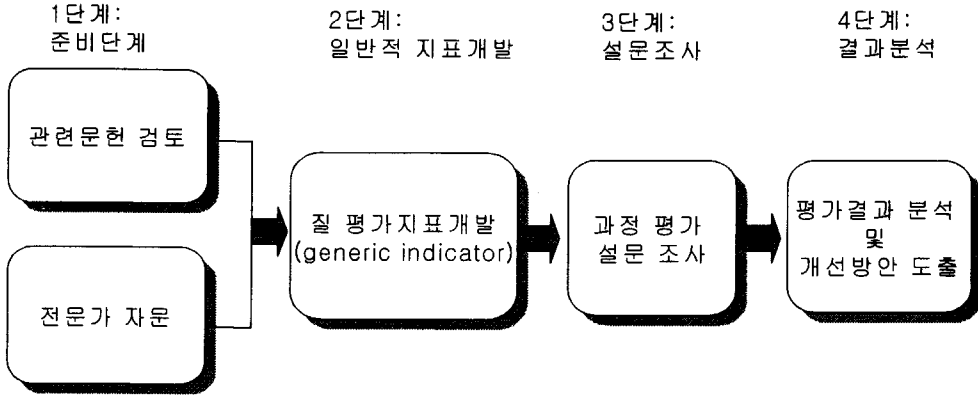 1단계:
준비단계
관련문헌 검토
전문가 자문
2단계:
일반적 지표개발
질 평가지표개발
(generic indicator)
3단계:
설문조사
과정 평가
설문 조사
4단계:
결과분석
평가결과 분석
및
개선방안 도출